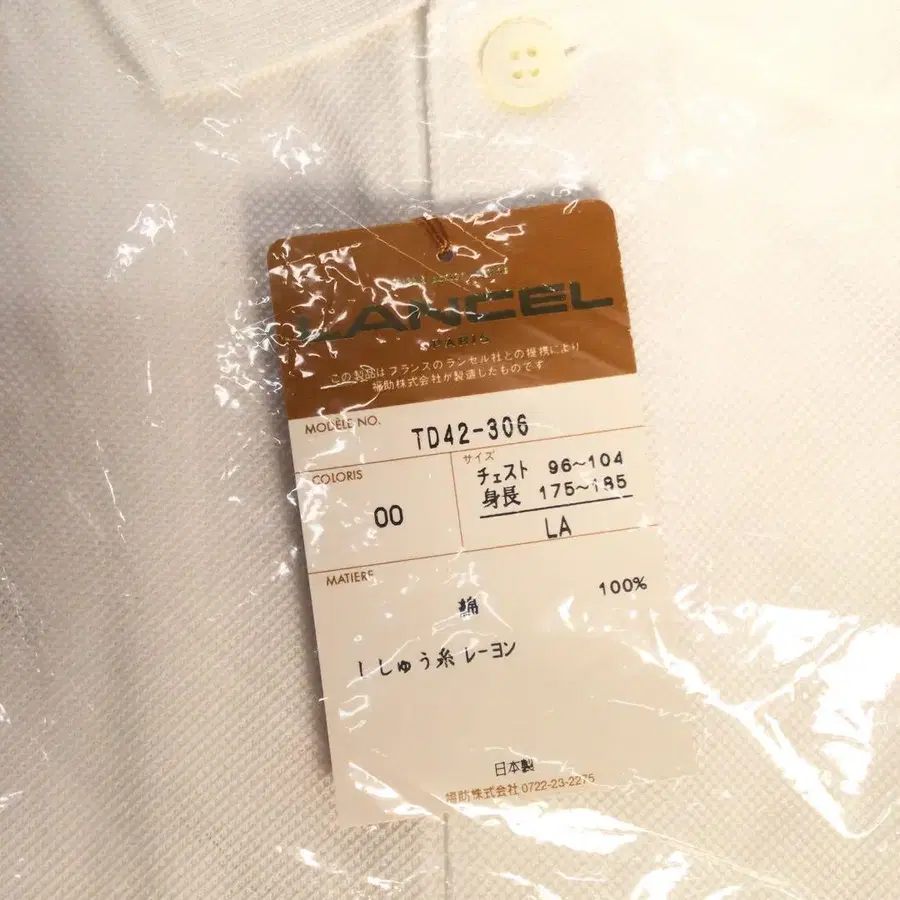 LANCEL
PARIS
この製品はフランスのランセル社との提携により
福助株式会社が製造したものです
MODÈLE NO.
TD42-306
COLORIS
00
サイズ
チェスト 96~104
身長 175~185
LA
MATIERE
綿 100%
ししゅう糸 レーヨン
日本製
福助株式会社 0722-23-2275